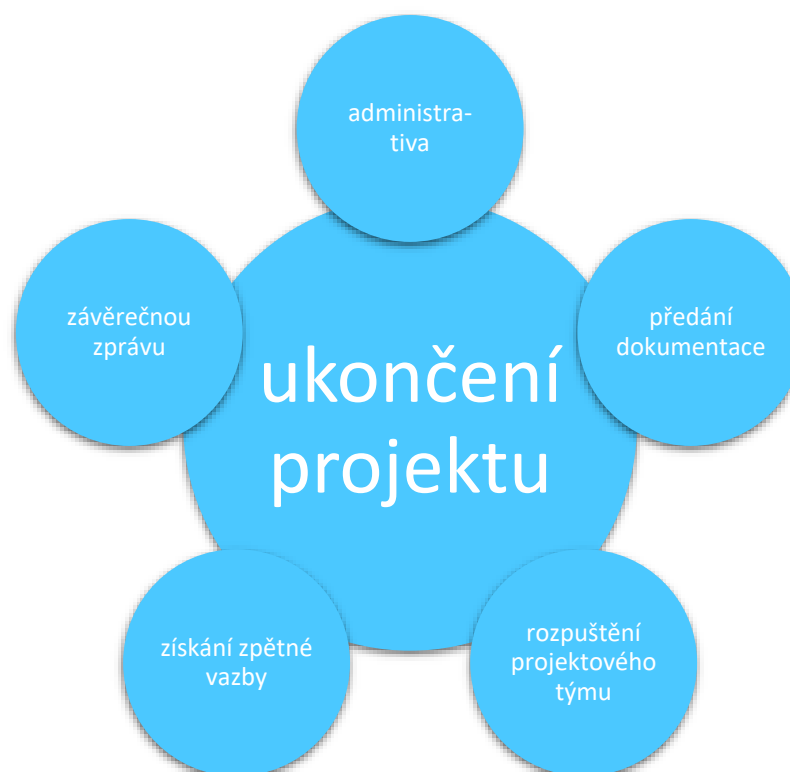 administra-
tiva
předání
dokumentace
rozpuštění
projektového
týmu
získání zpětné
vazby
závěrečnou
zprávu
ukončení
projektu